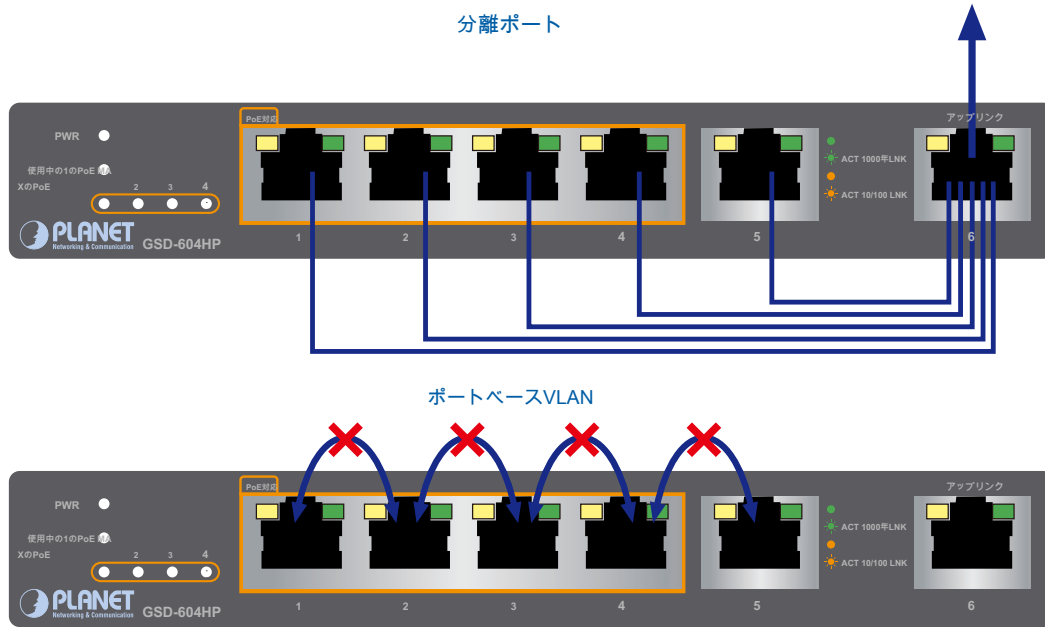 分離ポート
PoE対応
アップリンク
PWR
使用中の1のPoE MA
XのPoE 2 3 4
ACT 1000年LNK
ACT 10/100 LNK
PLANET
Networking & Communication
GSD-604HP
1 2 3 4 5 6
ポートベースVLAN
PoE対応
アップリンク
PWR
使用中の1のPoE MA
XのPoE 2 3 4
ACT 1000年LNK
ACT 10/100 LNK
PLANET
Networking & Communication
GSD-604HP
1 2 3 4 5 6